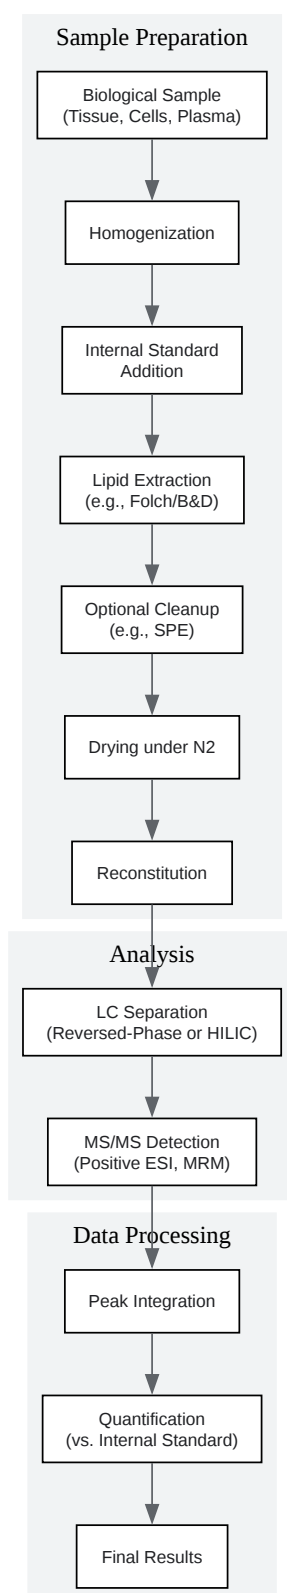 Sample Preparation
Biological Sample
(Tissue, Cells, Plasma)
Homogenization
Internal Standard
Addition
Lipid Extraction
(e.g., Folch/B&D)
Optional Cleanup
(e.g., SPE)
Drying under N2
Reconstitution
Analysis
LC Separation
(Reversed-Phase or HILIC)
MS/MS Detection
(Positive ESI, MRM)
Data Processing
Peak Integration
Quantification
(vs. Internal Standard)
Final Results